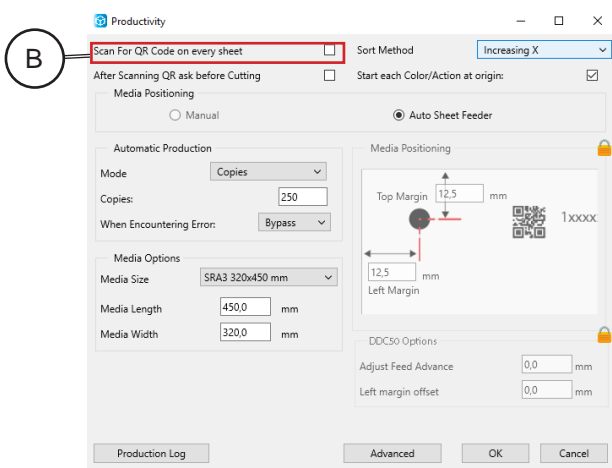 Productivity
B
Scan For QR Code on every sheet
Sort Method
Increasing X
After Scanning QR ask before Cutting
Start each Color/Action at origin:
Media Positioning
Manual
Auto Sheet Feeder
Automatic Production
Mode
Copies
Copies:
250
When Encountering Error:
Bypass
Media Options
Media Size
SRA3 320x450 mm
Media Length
450,0
mm
Media Width
320,0
mm
Media Positioning
Top Margin
12,5
mm
1xxxx
12,5
mm
Left Margin
DDC50 Options
Adjust Feed Advance
0,0
mm
Left margin offset
0,0
mm
Production Log
Advanced
OK
Cancel